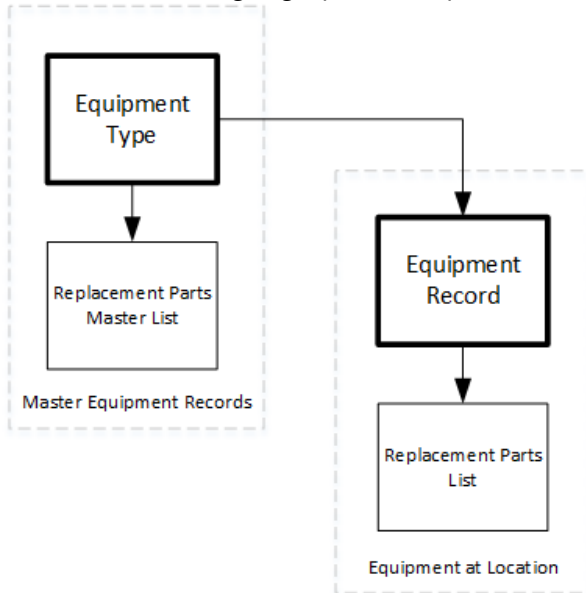 Equipment
Type
Replacement Parts
Master List
Master Equipment Records
Equipment
Record
Replacement Parts
List
Equipment at Location